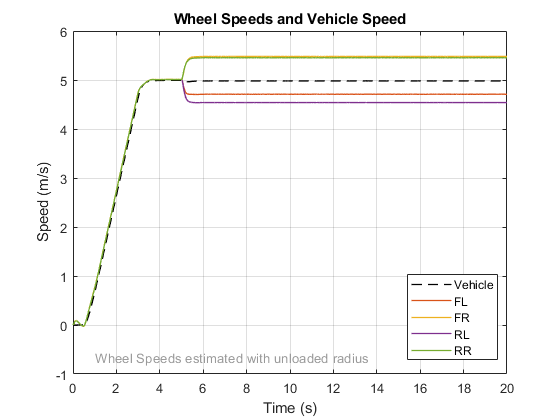 Wheel Speeds and Vehicle Speed
6
5
4
3
2
1
0
-1
Speed (m/s)
Vehicle
FL
FR
RL
RR
Wheel Speeds estimated with unloaded radius
0 2 4 6 8 10 12 14 16 18 20
Time (s)